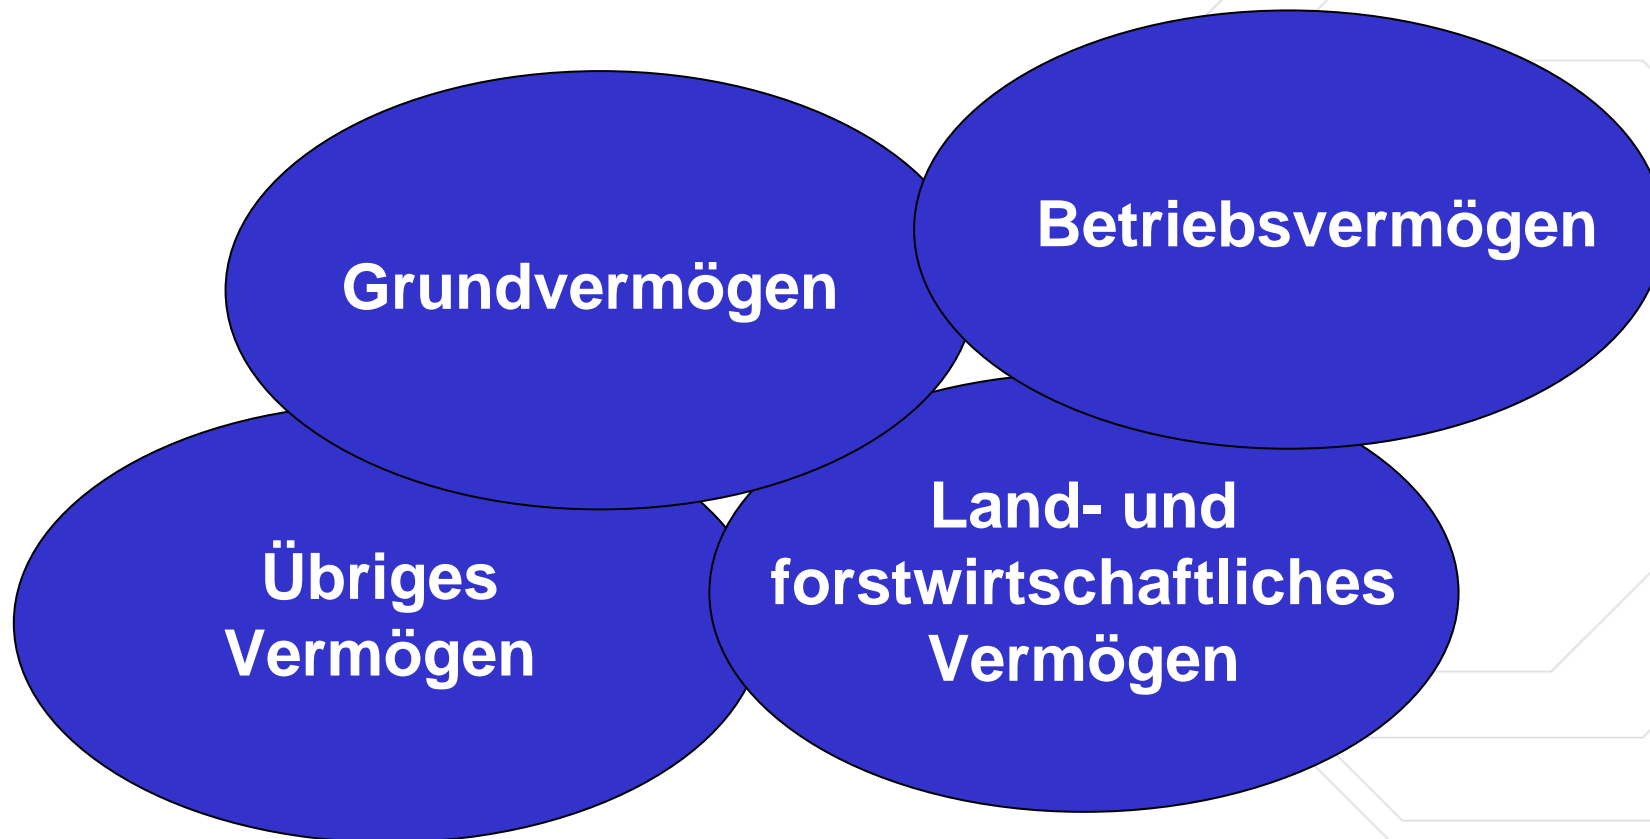 Grundvermögen
Betriebsvermögen
Übriges
Vermögen
Land- und
forstwirtschaftliches
Vermögen